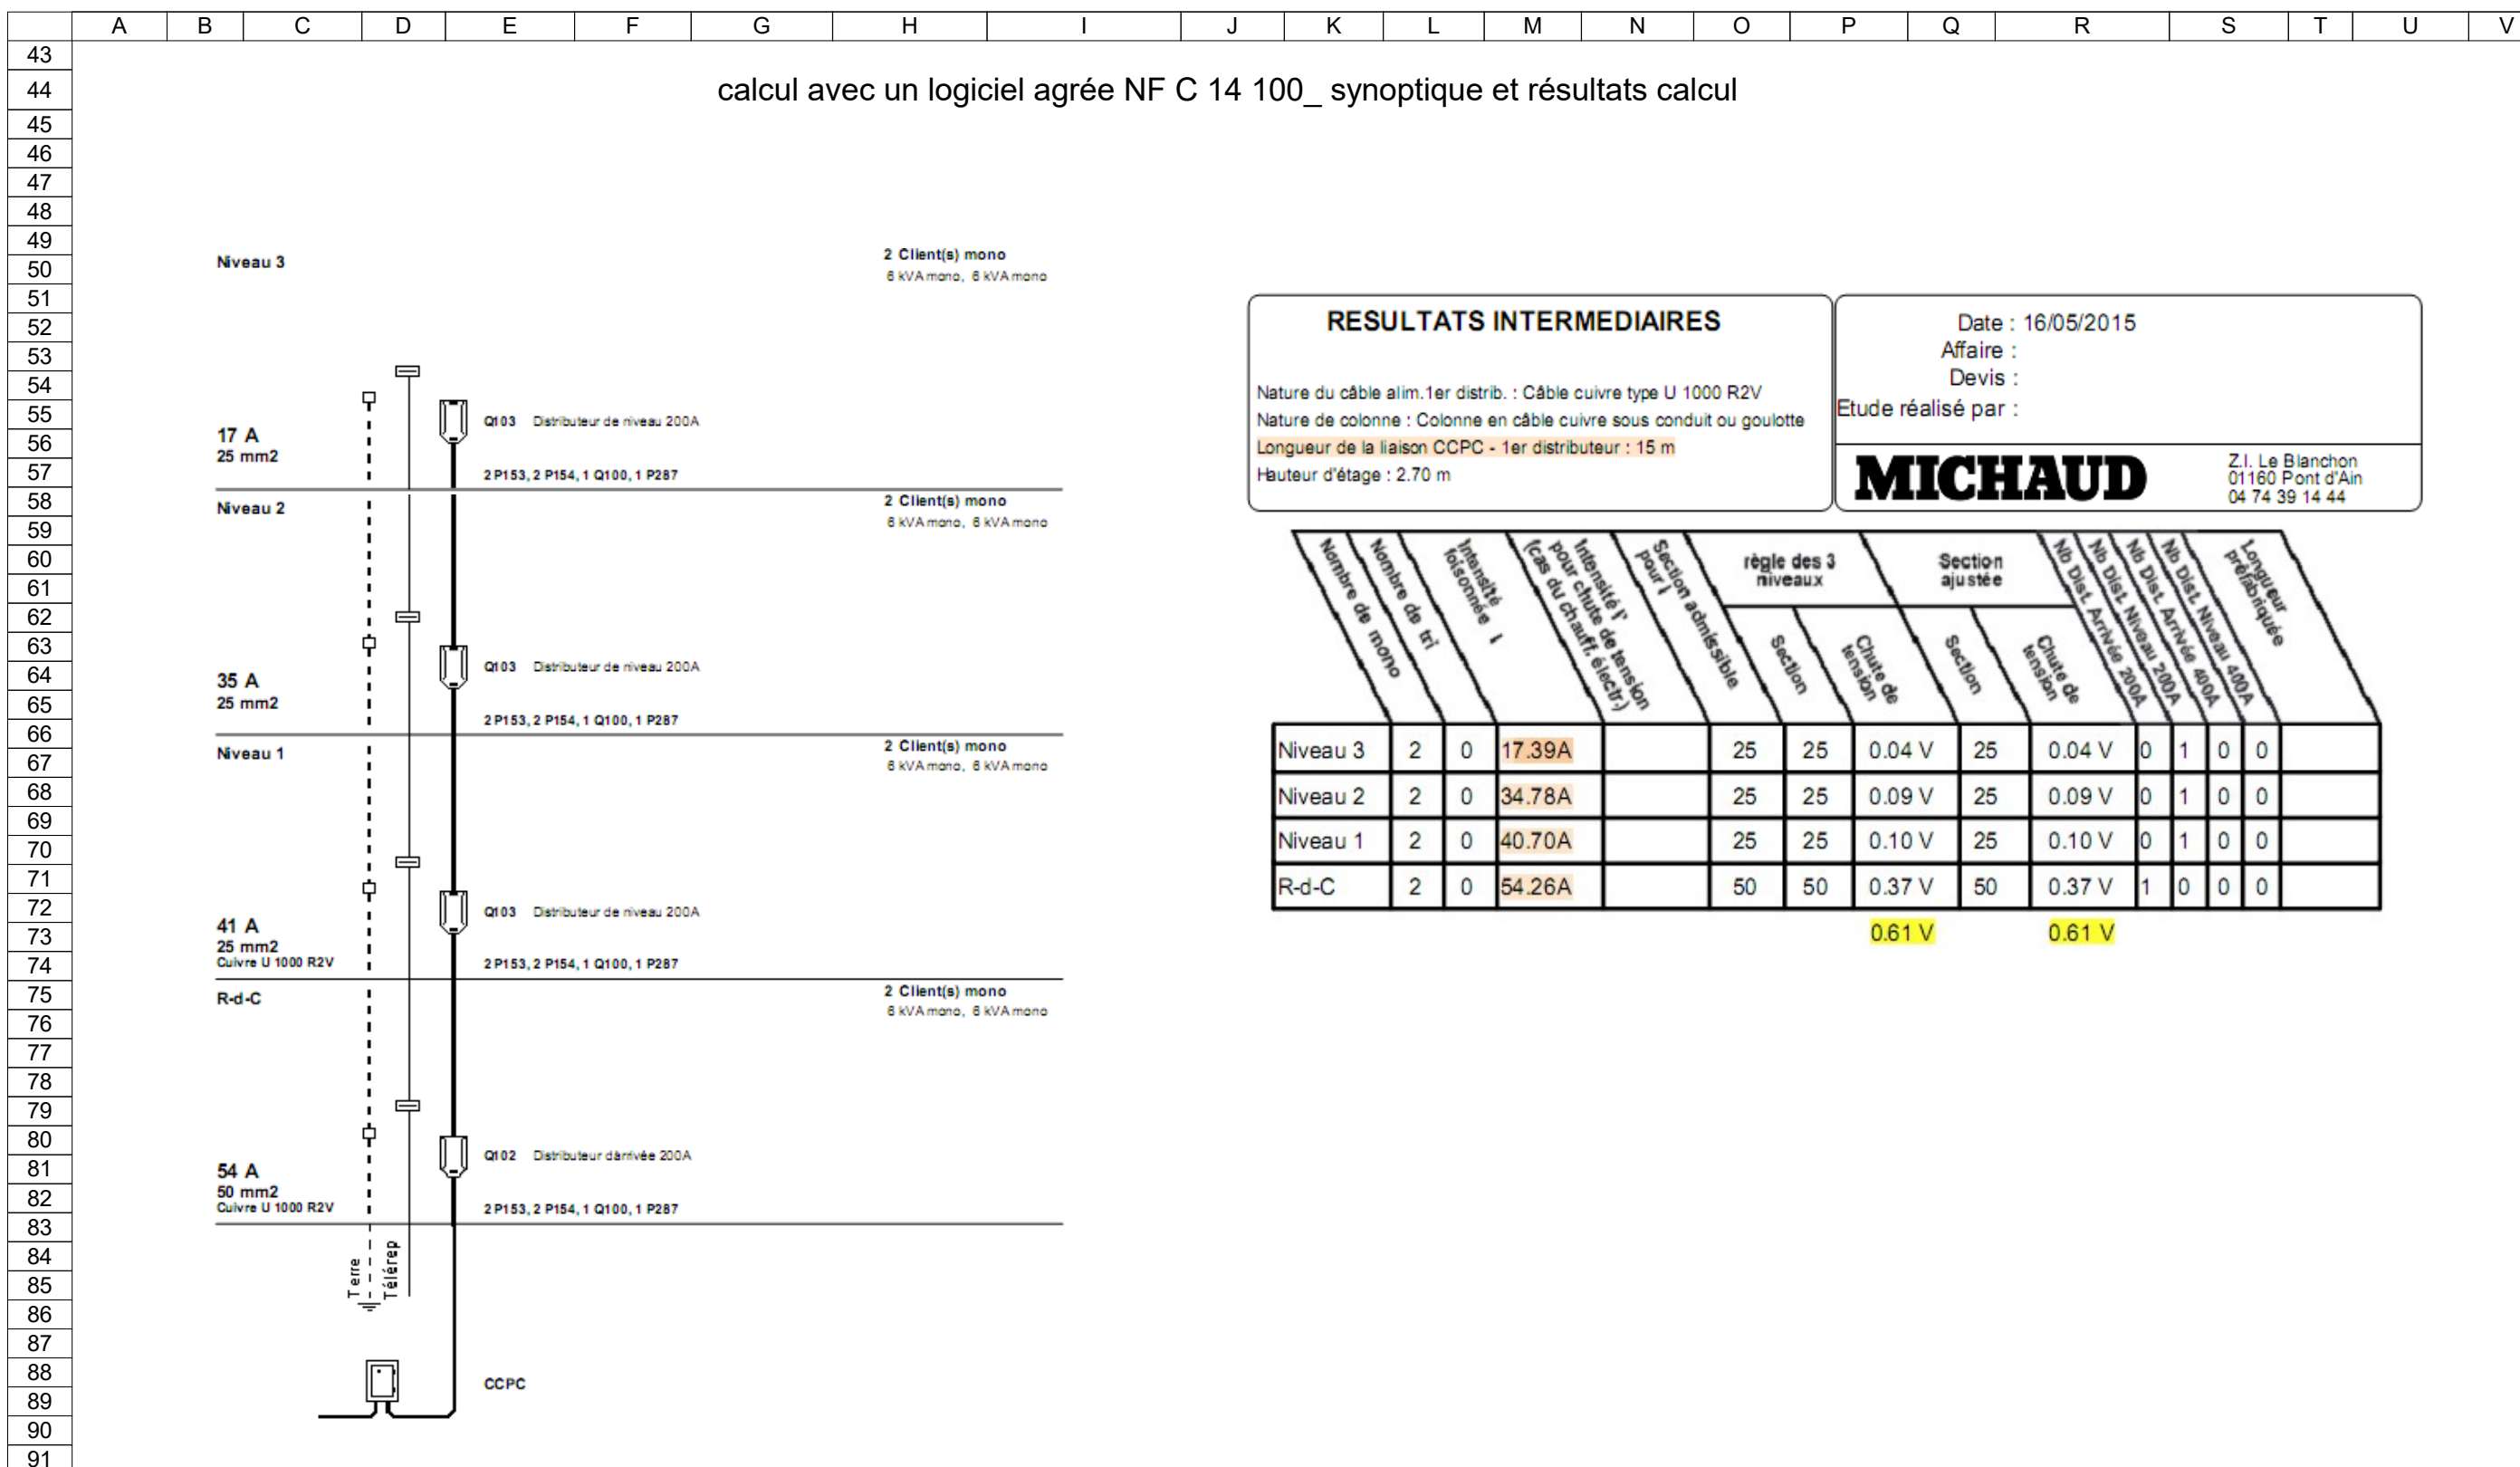 A B C D E F G H I J K L M N O P Q R S T U V
43
44
45
46
47
48
49
50
51
52
53
54
55
56
57
58
59
60
61
62
63
64
65
66
67
68
69
70
71
72
73
74
75
76
77
78
79
80
81
82
83
84
85
86
87
88
89
90
91
calcul avec un logiciel agrée NF C 14 100_ synoptique et résultats calcul
Niveau 3
2 Client(s) mono
6 kVA mono, 6 kVA mono
Q103 Distributeur de niveau 200A
17 A
25 mm2
2 P153, 2 P154, 1 Q100, 1 P287
Niveau 2
2 Client(s) mono
6 kVA mono, 6 kVA mono
Q103 Distributeur de niveau 200A
35 A
25 mm2
2 P153, 2 P154, 1 Q100, 1 P287
Niveau 1
2 Client(s) mono
6 kVA mono, 6 kVA mono
Q103 Distributeur de niveau 200A
41 A
25 mm2
Cuivre U 1000 R2V
2 P153, 2 P154, 1 Q100, 1 P287
R-d-C
2 Client(s) mono
6 kVA mono, 6 kVA mono
Q102 Distributeur dàrrivée 200A
54 A
50 mm2
Cuivre U 1000 R2V
2 P153, 2 P154, 1 Q100, 1 P287
Terre
Télérep
CCPC
RESULTATS INTERMEDIAIRES
Nature du câble alim.1er distrib. : Câble cuivre type U 1000 R2V
Nature de colonne : Colonne en câble cuivre sous conduit ou goulotte
Longueur de la liaison CCPC - 1er distributeur : 15 m
Hauteur d'étage : 2.70 m
Date : 16/05/2015
Affaire :
Devis :
Etude réalisé par :
MICHAUD
Z.I. Le Blanchon
01160 Pont d'Ain
04 74 39 14 44
Nombre de mono
Nombre de tri
Intensité
foisonnée I
Intensité I'
pour chute de tension
(cas du chauff. électr.)
Section admissible
pour I
règle des 3
niveaux
Section
Chute de
tension
Section
ajustée
Section
Chute de
tension
Nb Dist. Arrivée 200A
Nb Dist. Niveau 200A
Nb Dist. Arrivée 400A
Nb Dist. Niveau 400A
Longueur
préfabriquée
Niveau 3 2 0 17.39A 25 25 0.04 V 25 0.04 V 0 1 0 0
Niveau 2 2 0 34.78A 25 25 0.09 V 25 0.09 V 0 1 0 0
Niveau 1 2 0 40.70A 25 25 0.10 V 25 0.10 V 0 1 0 0
R-d-C 2 0 54.26A 50 50 0.37 V 50 0.37 V 1 0 0 0
0.61 V 0.61 V